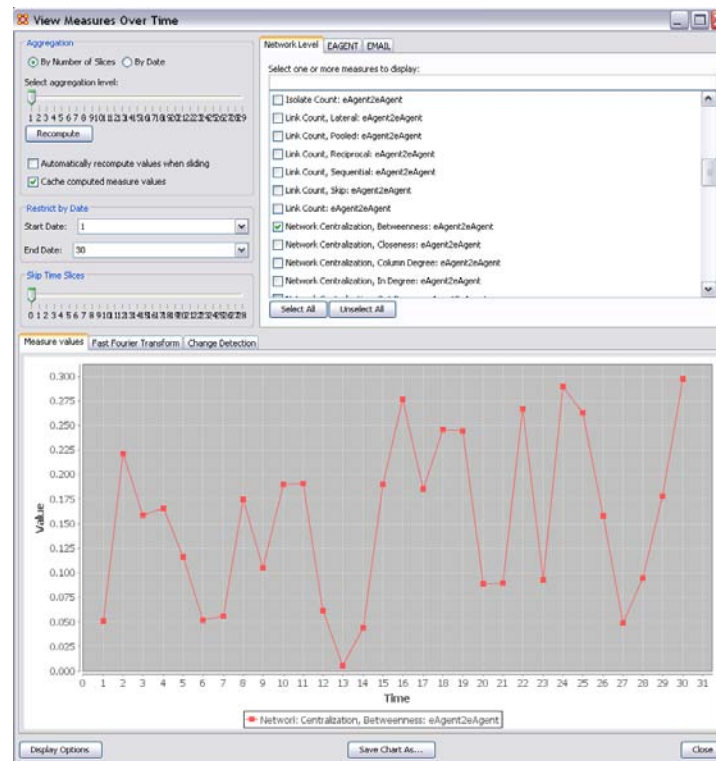 View Measures Over Time
Aggregation
By Number of Slices By Date
Select aggregation level:
Recompute
Automatically recompute values when sliding
Cache computed measure values
Restrict by Date
Start Date: 1
End Date: 30
Skip Time Slices
Network Level EAGENT EMAIL
Select one or more measures to display:
Isolate Count: eAgent2eAgent
Link Count, Lateral: eAgent2eAgent
Link Count, Pooled: eAgent2eAgent
Link Count, Reciprocal: eAgent2eAgent
Link Count, Sequential: eAgent2eAgent
Link Count, Skip: eAgent2eAgent
Link Count: eAgent2eAgent
Network Centralization, Betweenness: eAgent2eAgent
Network Centralization, Closeness: eAgent2eAgent
Network Centralization, Column Degree: eAgent2eAgent
Network Centralization, In Degree: eAgent2eAgent
Select All Unselect All
Measure values Fast Fourier Transform Change Detection
0.300
0.275
0.250
0.225
0.200
0.175
0.150
0.125
0.100
0.075
0.050
0.025
0.000
Value
0 1 2 3 4 5 6 7 8 9 10 11 12 13 14 15 16 17 18 19 20 21 22 23 24 25 26 27 28 29 30 31
Time
Network Centralization, Betweenness: eAgent2eAgent
Display Options Save Chart As... Close